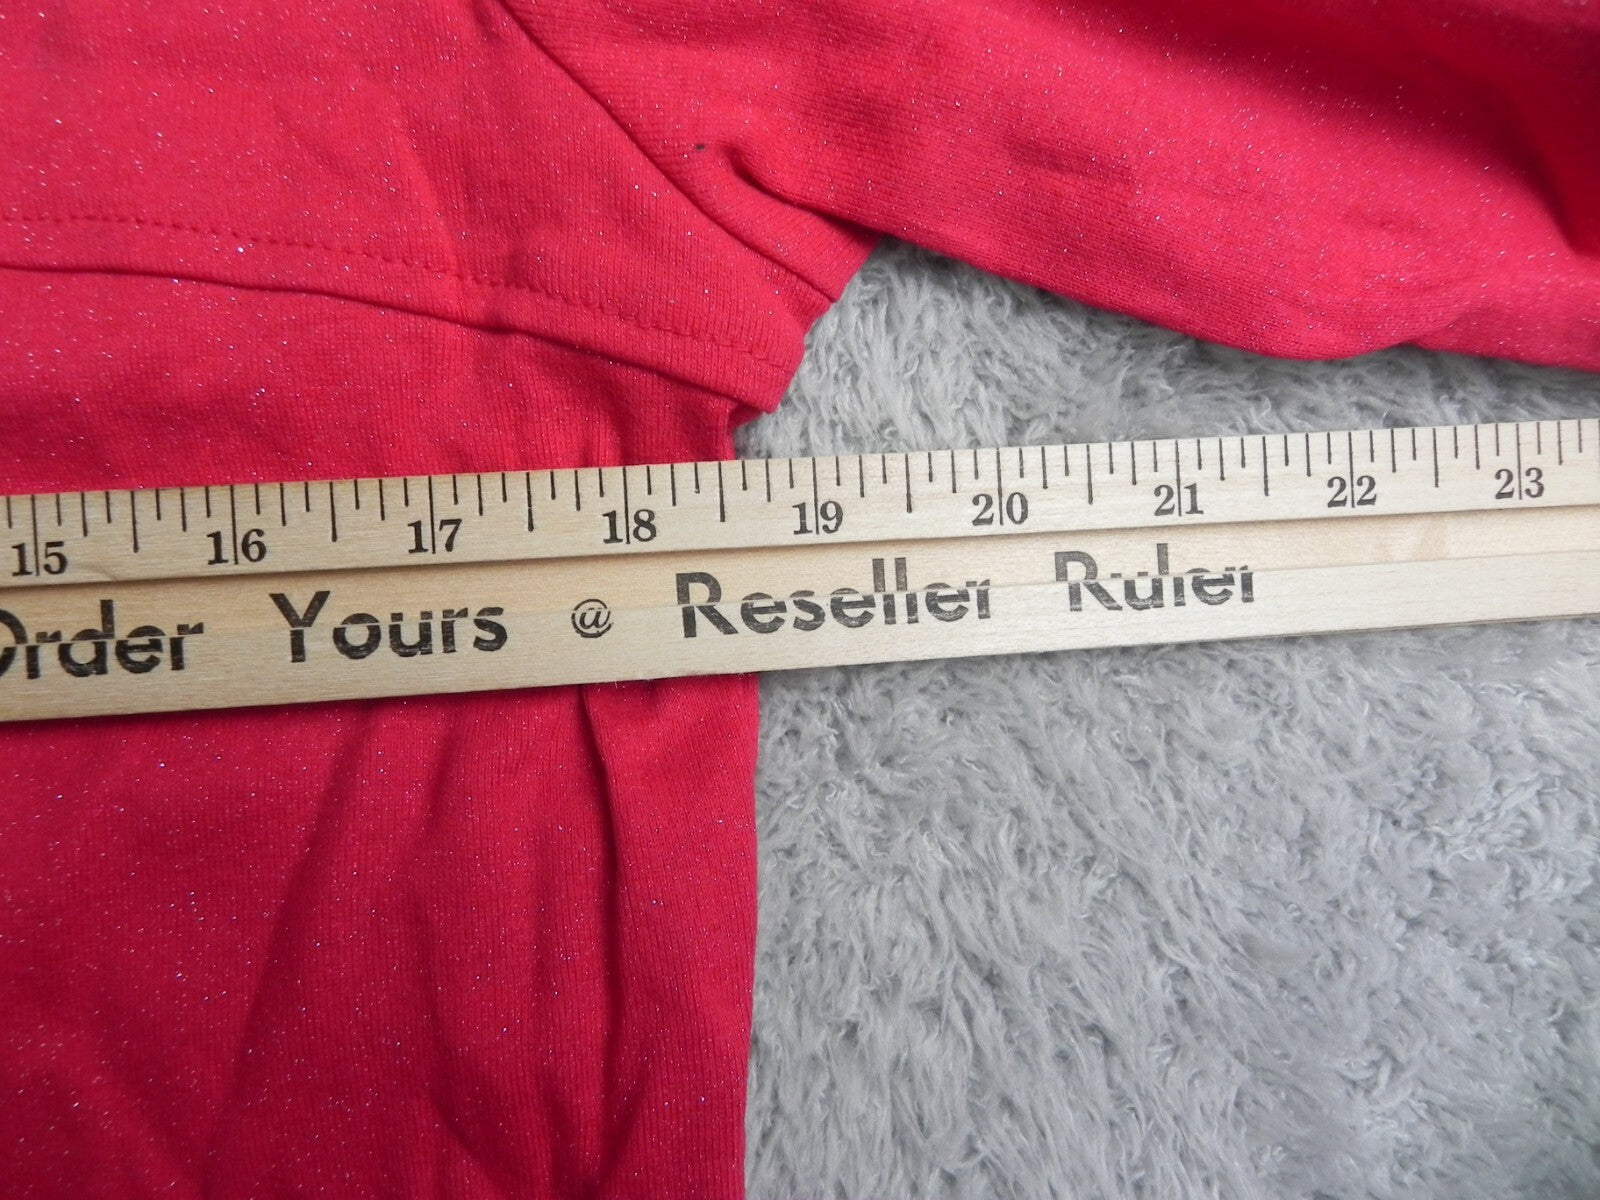 15 16 17 18 19 20 21 22 23
Order Yours @ Reseller Ruler